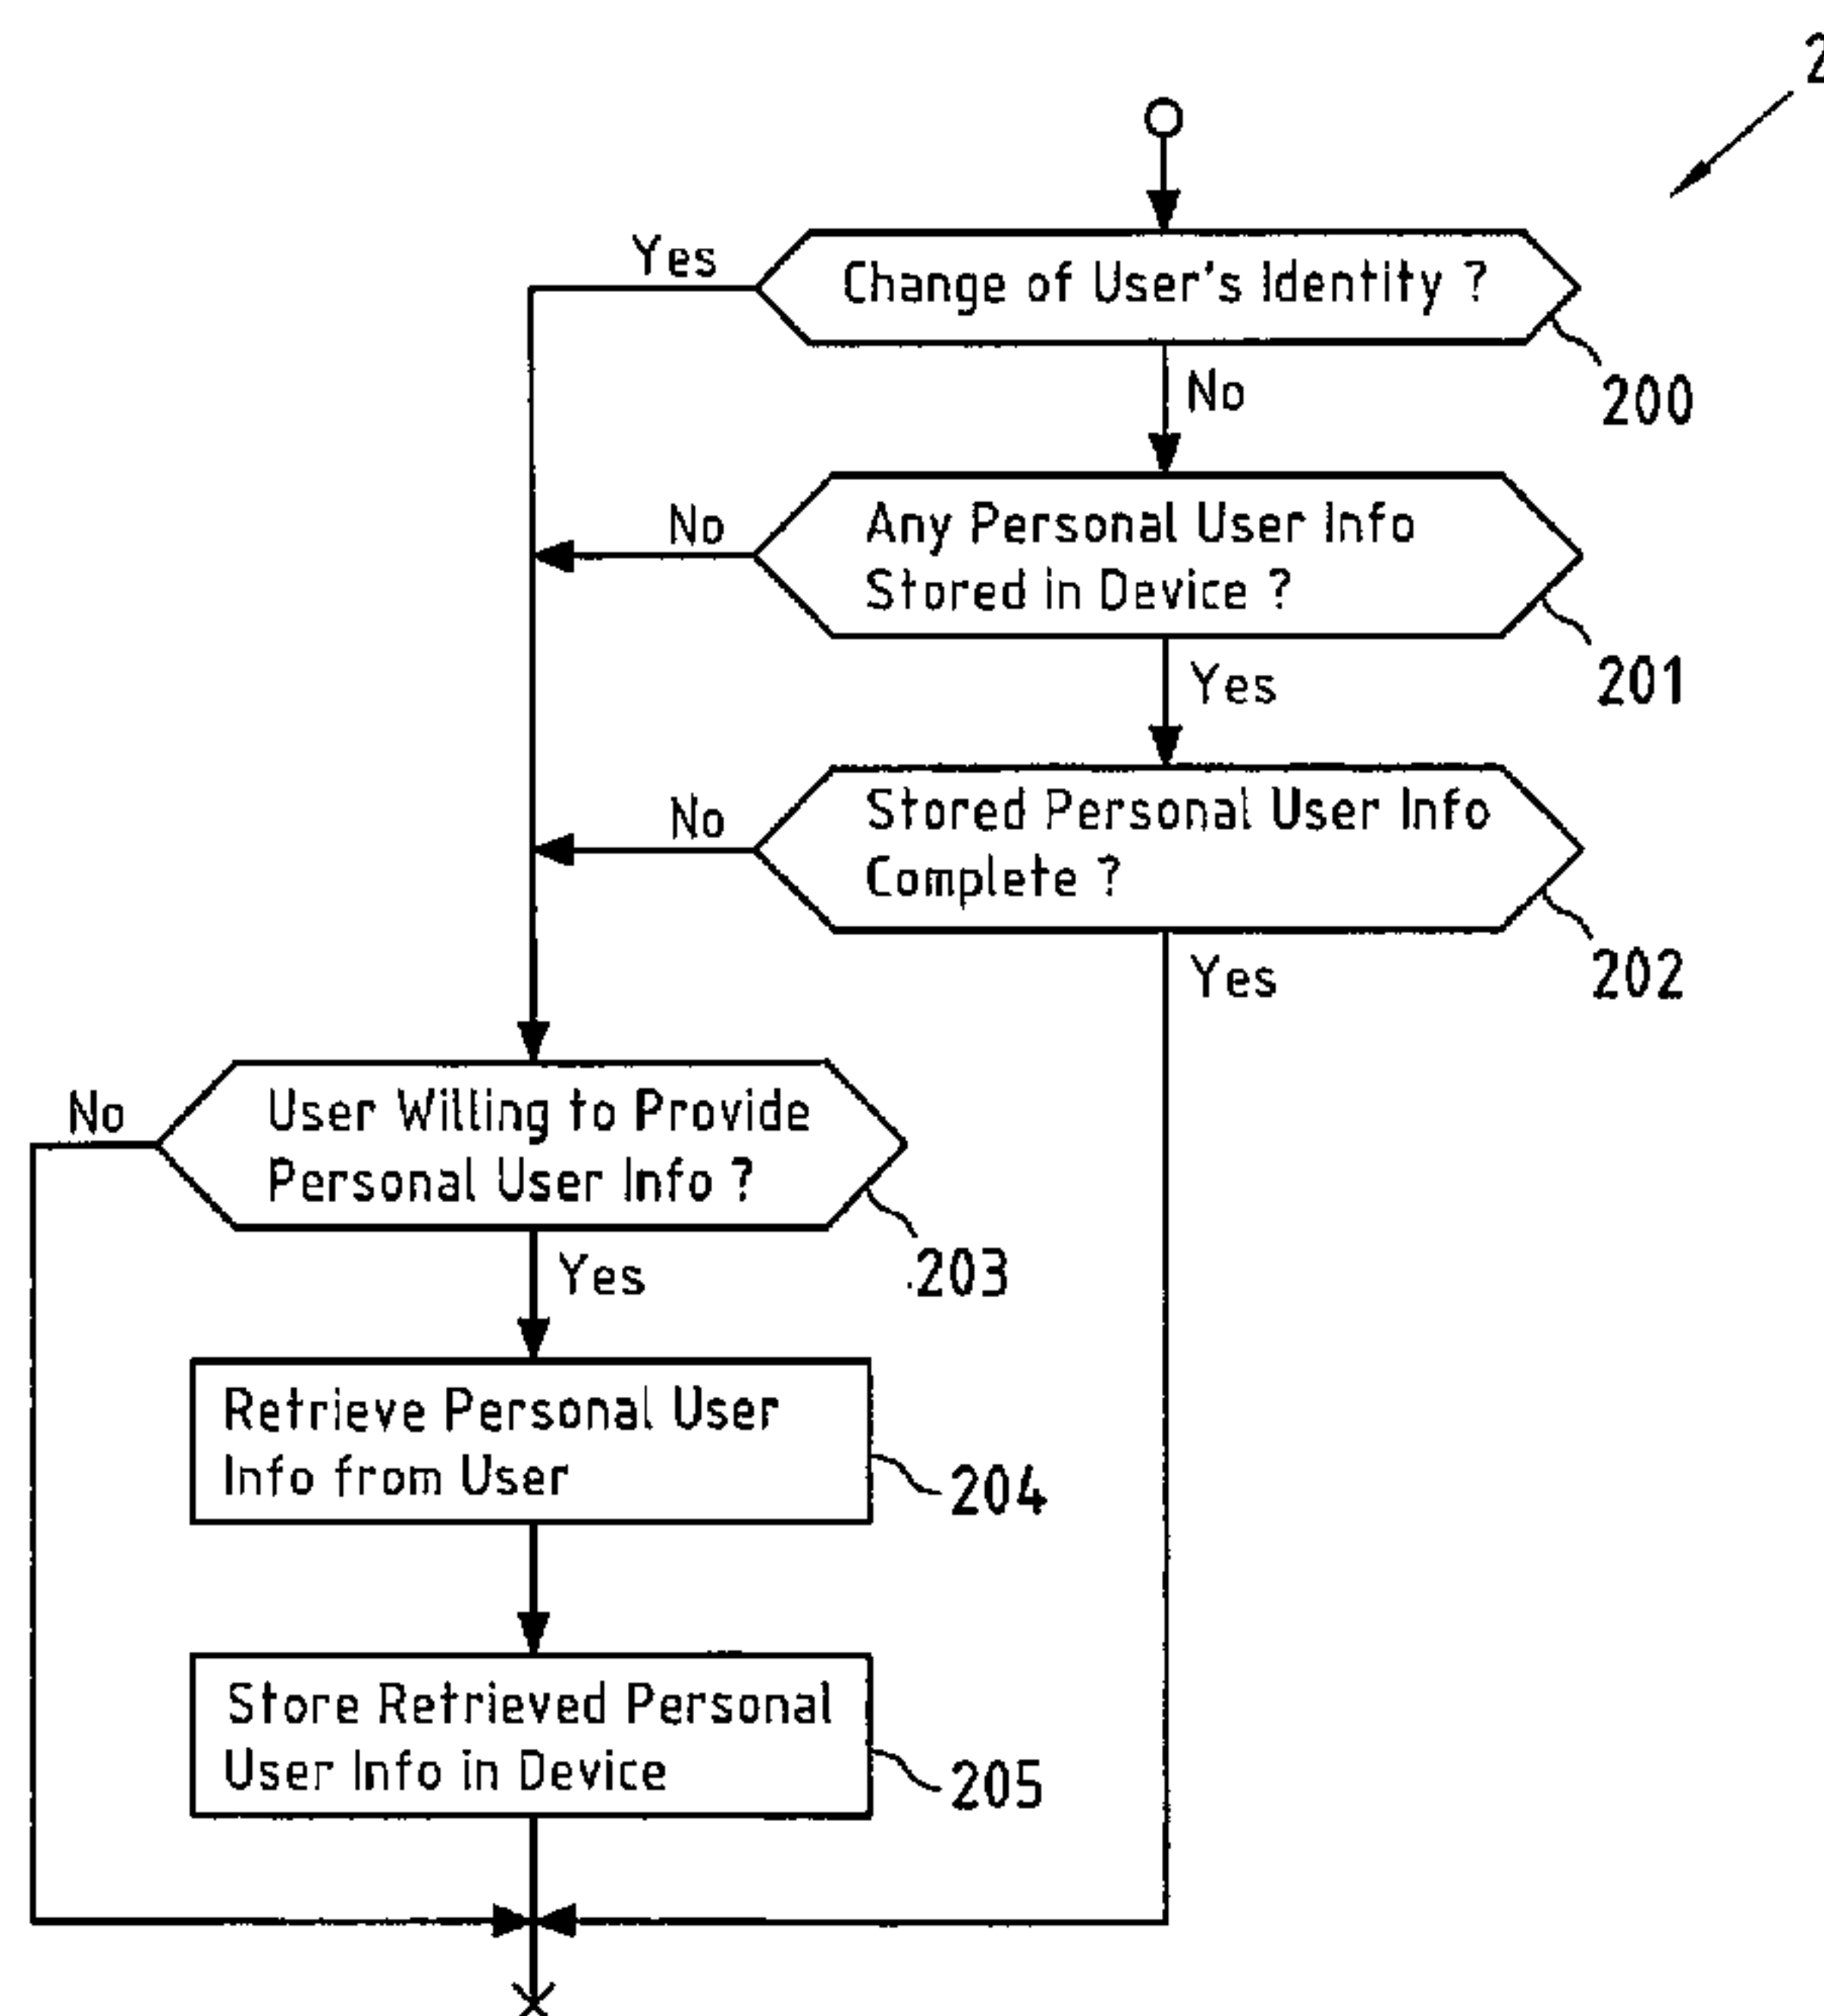 2
Yes
Change of User's Identity ?
200
No
No
Any Personal User Info
Stored in Device ?
201
Yes
No
Stored Personal User Info
Complete ?
202
Yes
No
User Willing to Provide
Personal User Info ?
203
Yes
Retrieve Personal User
Info from User
204
Store Retrieved Personal
User Info in Device
205